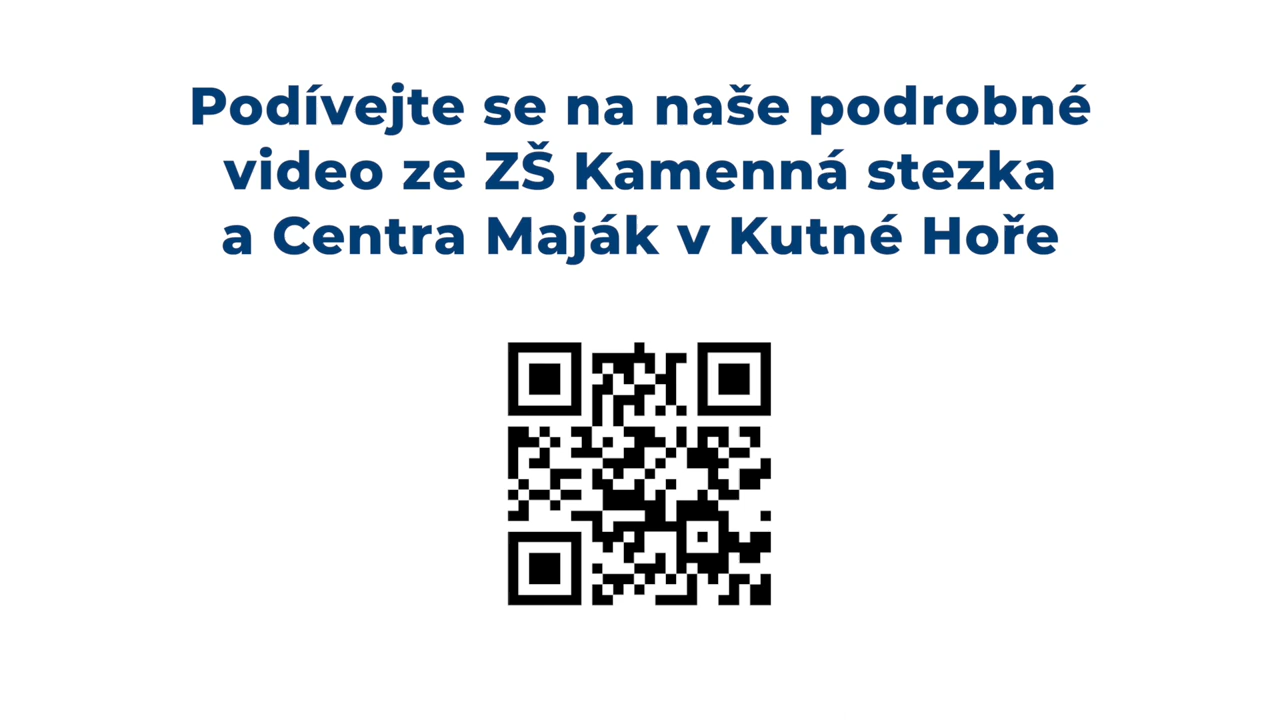 Podívejte se na naše podrobné
video ze ZŠ Kamenná stezka
a Centra Maják v Kutné Hoře